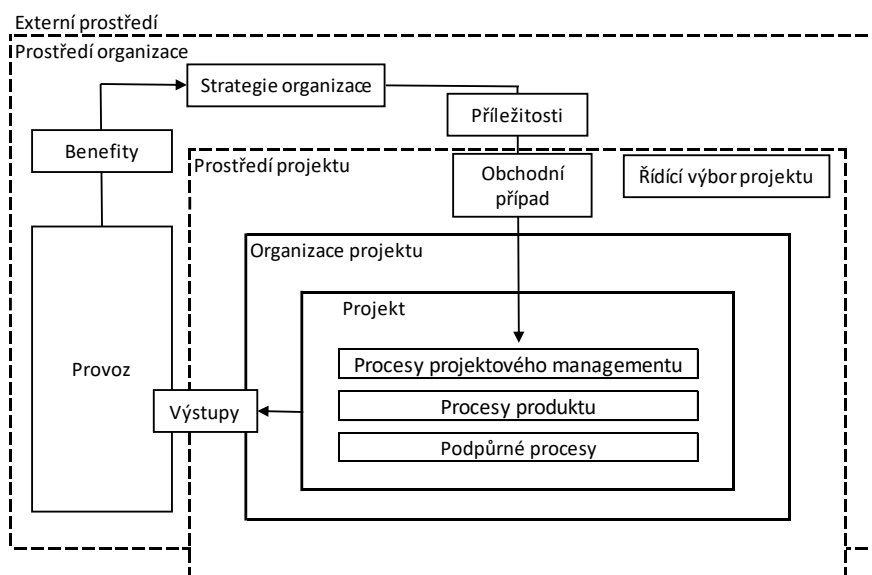 Externí prostředí
Prostředí organizace
Strategie organizace
Příležitosti
Benefity
Prostředí projektu
Obchodní
případ
Řídící výbor projektu
Organizace projektu
Projekt
Procesy projektového managementu
Provoz
Výstupy
Procesy produktu
Podpůrné procesy